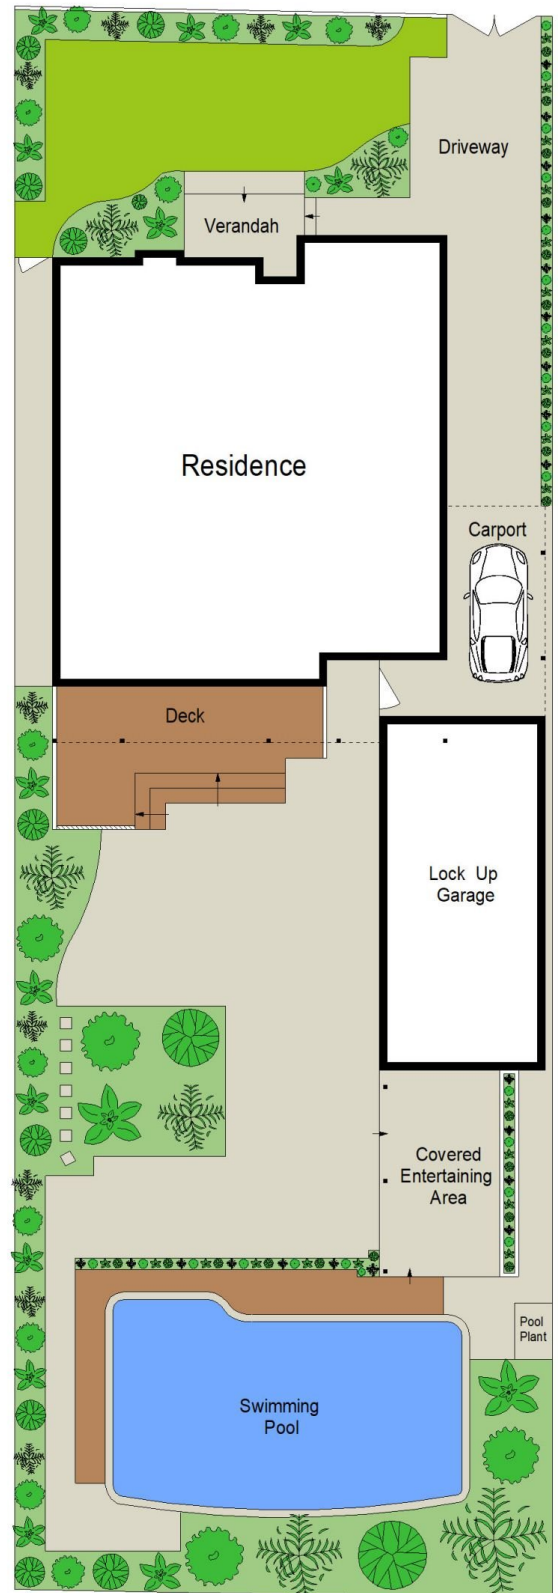 Driveway
Verandah
Residence
Carport
Deck
Lock Up
Garage
Covered
Entertaining
Area
Pool
Plant
Swimming
Pool